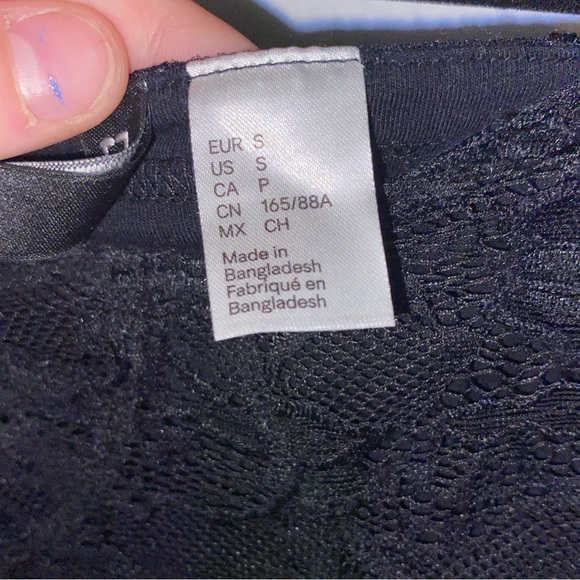 EUR S
US S
CA P
CN 165/88A
MX CH
Made in
Bangladesh
Fabriqué en
Bangladesh